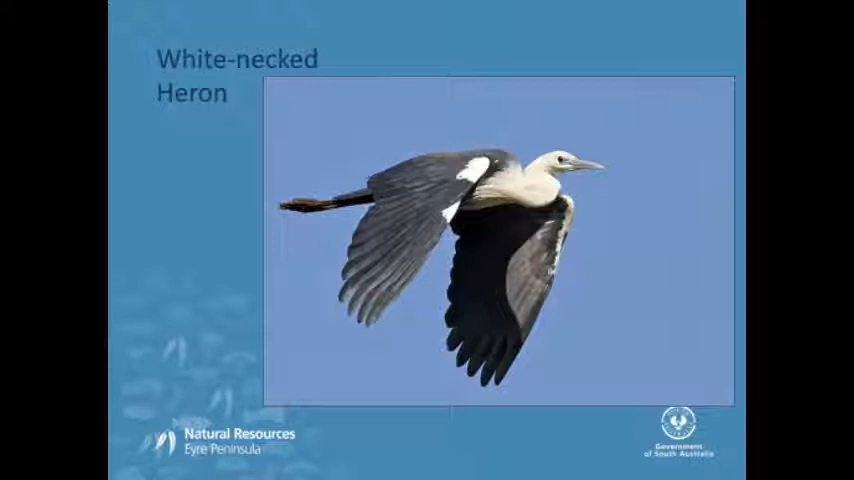 White-necked
Heron
Natural Resources
Eyre Peninsula
Government
of South Australia